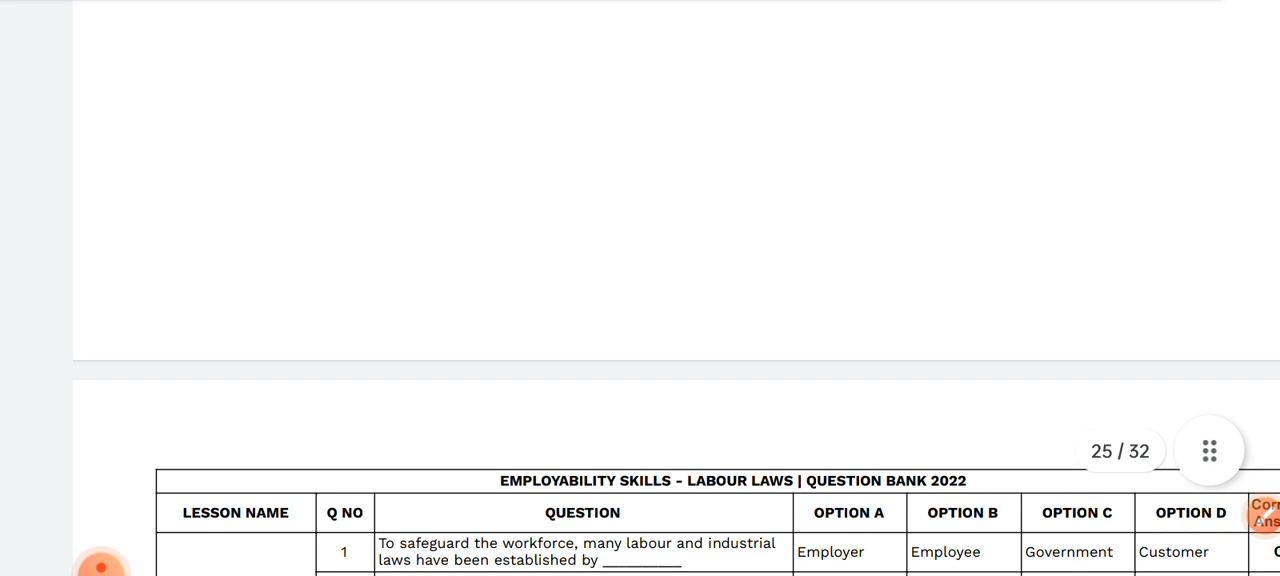 25 / 32
EMPLOYABILITY SKILLS - LABOUR LAWS | QUESTION BANK 2022
LESSON NAME Q NO QUESTION OPTION A OPTION B OPTION C OPTION D
1 To safeguard the workforce, many labour and industrial laws have been established by __________ Employer Employee Government Customer